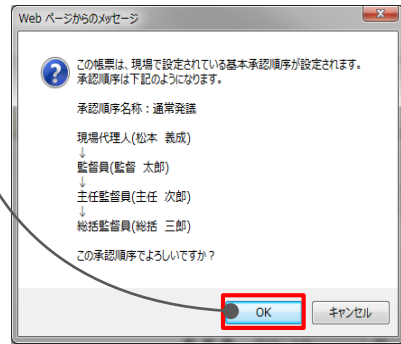 Web ページからのメッセージ
この帳票は、現場で設定されている基本承認順序が設定されます。
承認順序は下記のようになります。
承認順序名称：通常発議
現場代理人(松本　義成)
↓
監督員(監督　太郎)
↓
主任監督員(主任　次郎)
↓
総括監督員(総括　三郎)
この承認順序でよろしいですか？
OK
キャンセル